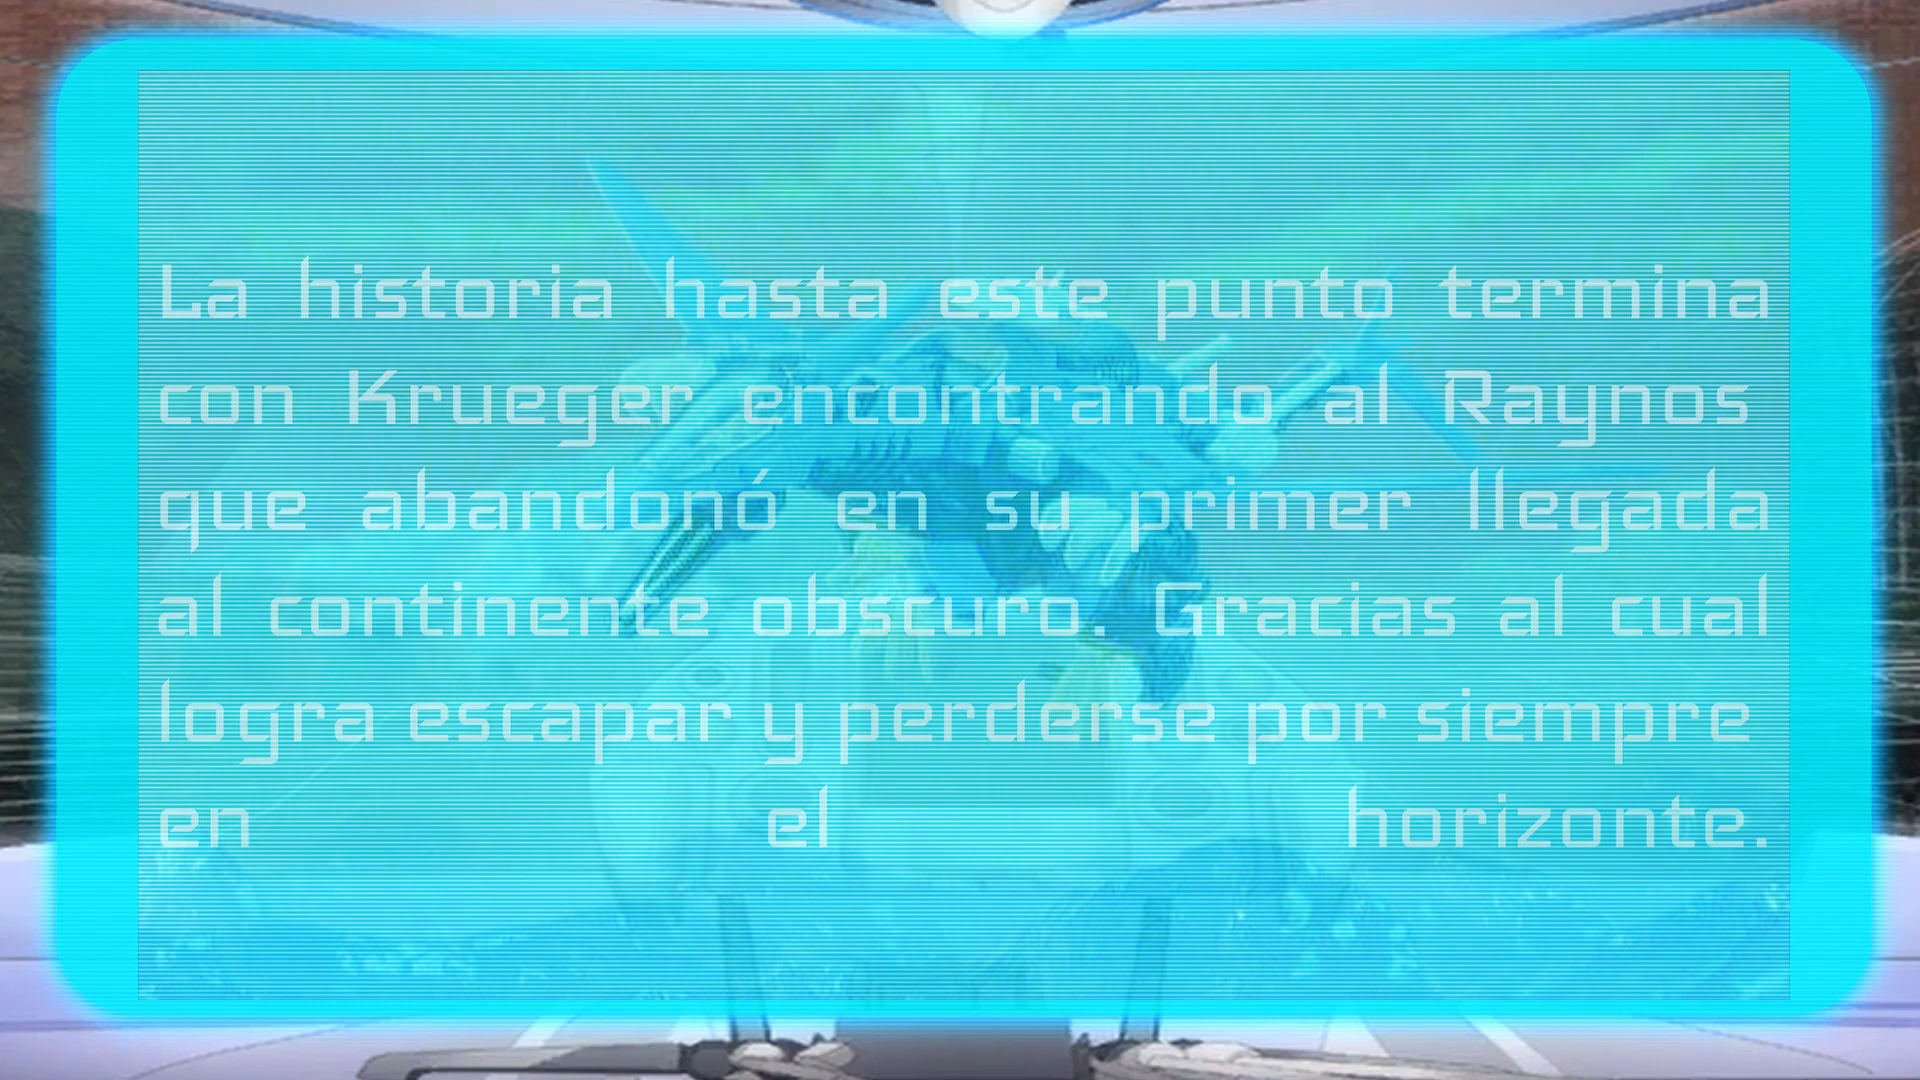 La historia hasta este punto termina
con Krueger encontrando al Raynos
que abandonó en su primer llegada
al continente obscuro. Gracias al cual
logra escapar y perderse por siempre
en el horizonte.